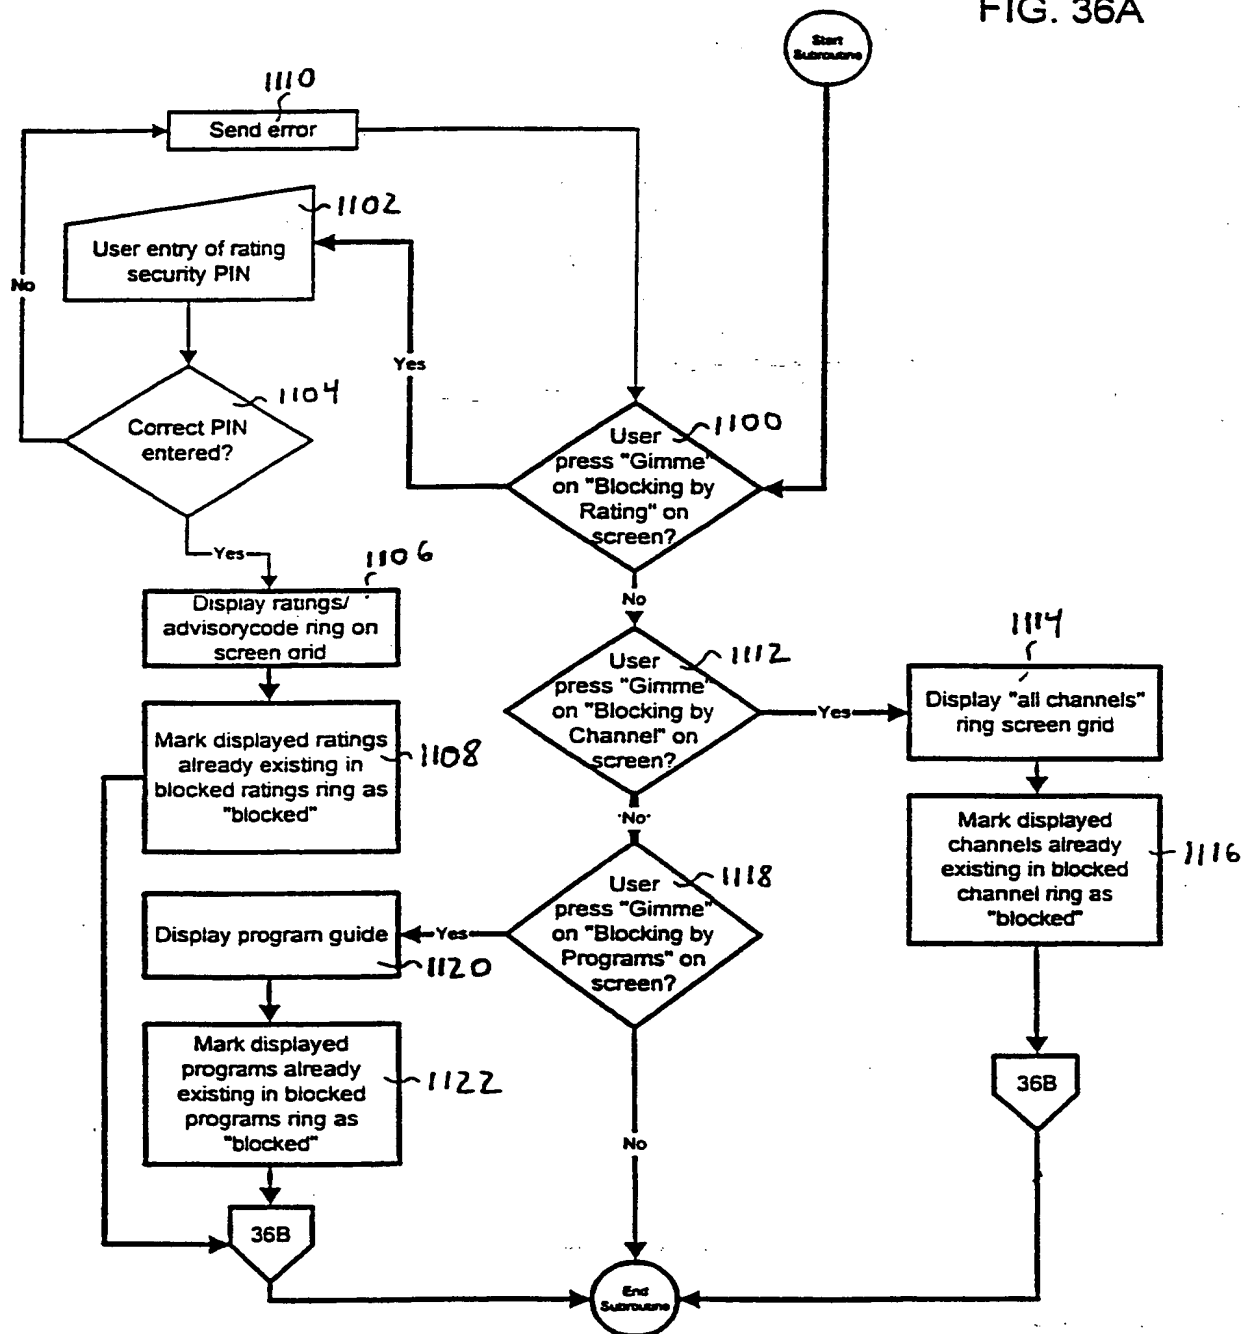 FIG. 36A
Start
Subroutine
1110
Send error
1102
User entry of rating
security PIN
No
Yes
1104
Correct PIN
entered?
1100
User
press "Gimme"
on "Blocking by
Rating" on
screen?
Yes
1106
Display ratings/
advisorycode ring on
screen grid
No
1112
User
press "Gimme"
on "Blocking by
Channel" on
screen?
Yes
1114
Display "all channels"
ring screen grid
Mark displayed ratings
already existing in
blocked ratings ring as
"blocked"
1108
No
Mark displayed
channels already
existing in blocked
channel ring as
"blocked"
1116
1118
User
press "Gimme"
on "Blocking by
Programs" on
screen?
Yes
Display program guide
1120
Mark displayed
programs already
existing in blocked
programs ring as
"blocked"
1122
36B
No
36B
End
Subroutine